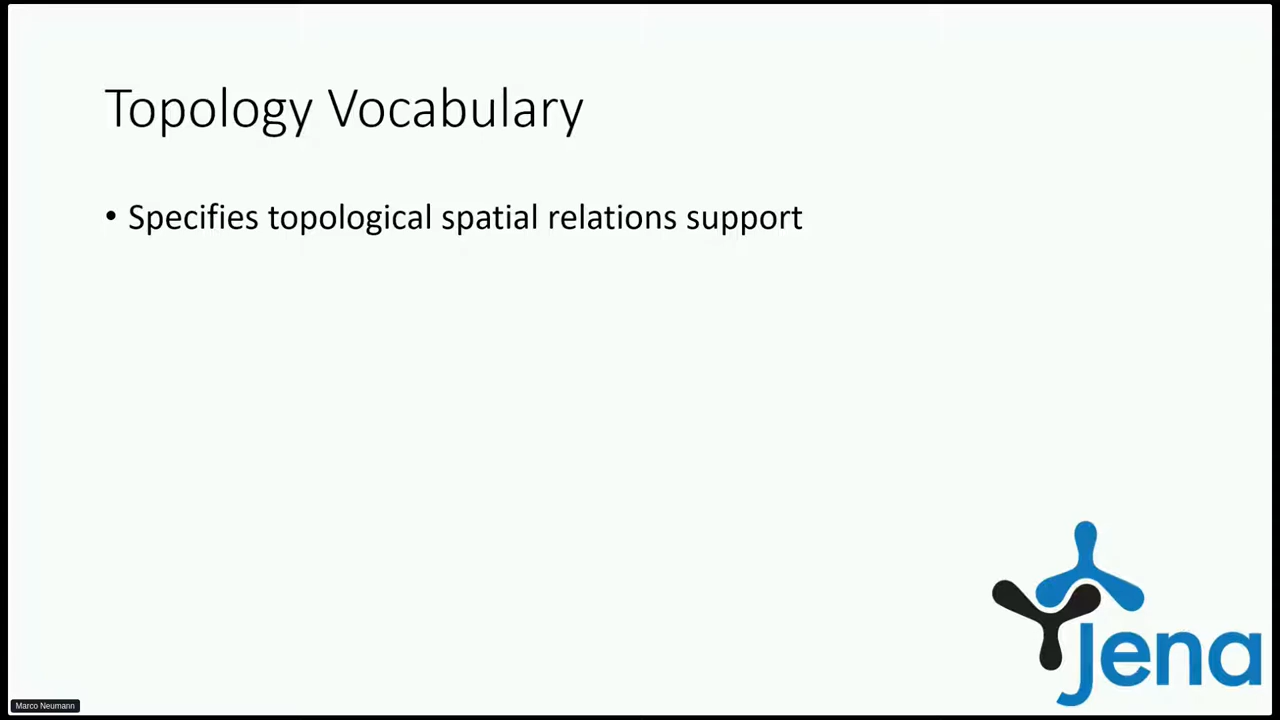 Topology Vocabulary
• Specifies topological spatial relations support
jena
Marco Neumann